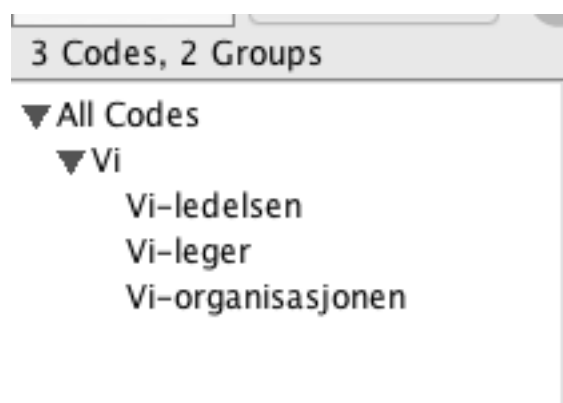 3 Codes, 2 Groups
All Codes
Vi
Vi-ledelsen
Vi-leger
Vi-organisasjonen